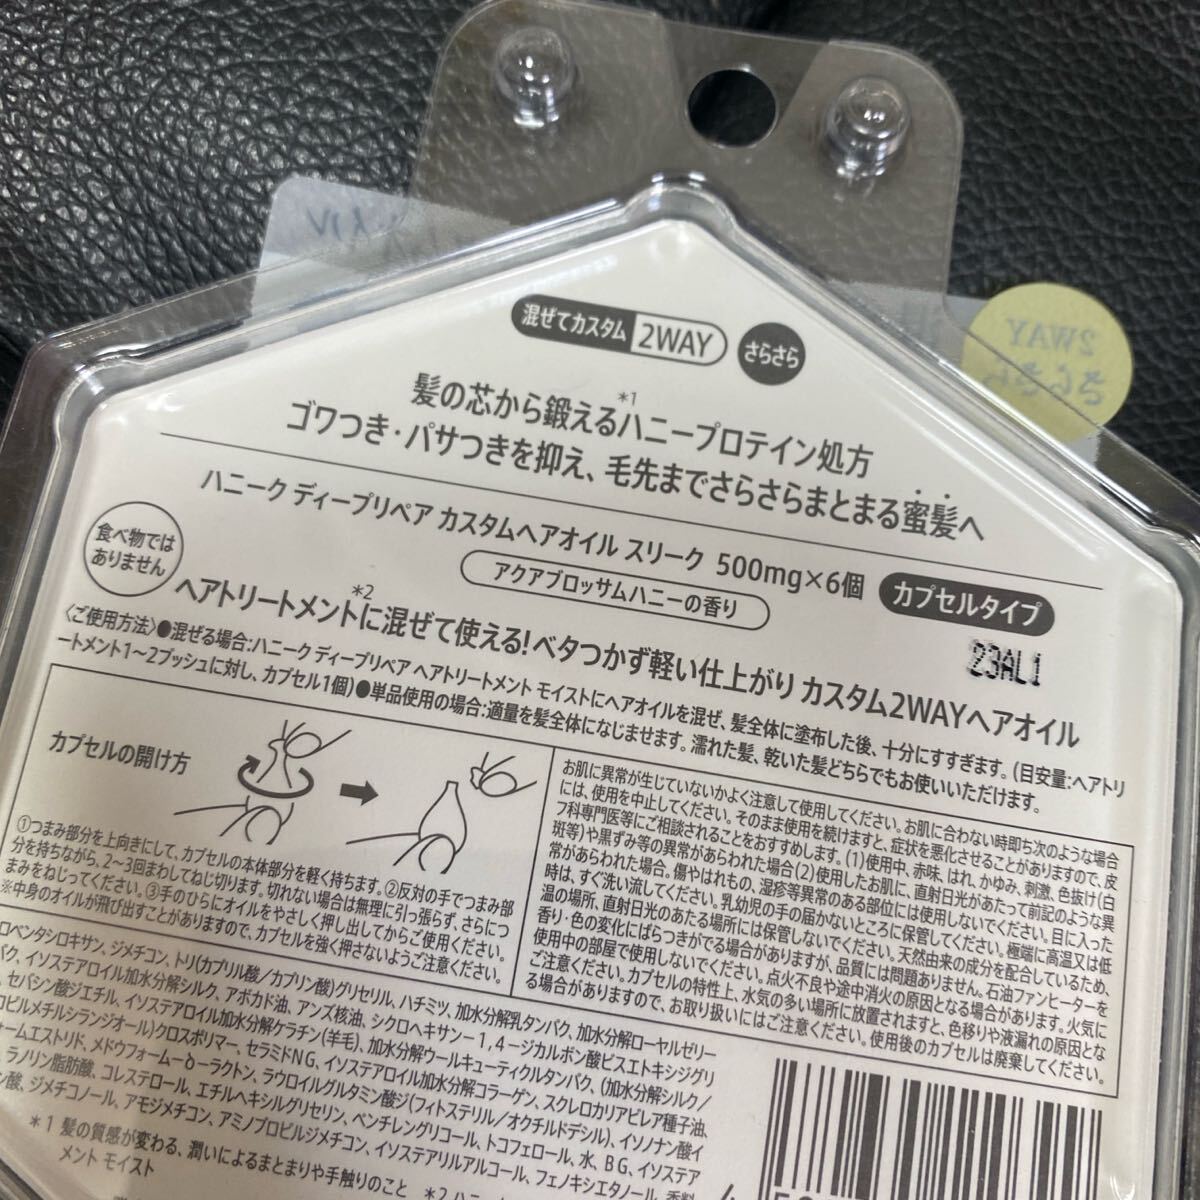 混ぜてカスタム 2WAY さらさら
2WAY
さらさら
髪の芯から鍛える*1ハニープロテイン処方
ゴワつき・パサつきを抑え、毛先までさらさらまとまる蜜髪へ
ハニーク ディープリペア カスタムヘアオイル スリーク 500mg×6個 カプセルタイプ
アクアブロッサムハニーの香り
食べ物では
ありません
23AL1
ヘアトリートメント*2に混ぜて使える!ベタつかず軽い仕上がり カスタム2WAYヘアオイル
〈ご使用方法〉●混ぜる場合:ハニーク ディープリペア ヘアトリートメント モイストにヘアオイルを混ぜ、髪全体に塗布した後、十分にすすぎます。(目安量:ヘアトリ
ートメント1〜2プッシュに対し、カプセル1個)●単品使用の場合:適量を髪全体になじませます。濡れた髪、乾いた髪どちらでもお使いいただけます。
カプセルの開け方
①つまみ部分を上向きにして、カプセルの本体部分を軽く持ちます。②反対の手でつまみ部
分を持ちながら、2〜3回まわしてねじ切ります。切れない場合は無理に引っ張らず、さらにつ
まみをねじってください。③手のひらにオイルをやさしく押し出してからご使用ください。
※中身のオイルが飛び出すことがありますので、カプセルを強く押さないようご注意ください。
お肌に異常が生じていないかよく注意して使用してください。お肌に合わない時即ち次のような場合
には、使用を中止してください。そのまま使用を続けますと、症状を悪化させることがありますので、皮
フ科専門医等にご相談されることをおすすめします。(1)使用中、赤味、はれ、かゆみ、刺激、色抜け(白
斑等)や黒ずみ等の異常があらわれた場合(2)使用したお肌に、直射日光があたって前記のような異
常があらわれた場合。傷やはれもの、湿疹等異常のある部位には使用しないでください。目に入った
時は、すぐ洗い流してください。乳幼児の手の届かないところに保管してください。極端に高温又は低
温の場所、直射日光のあたる場所には保管しないでください。天然由来の成分を配合しているため、
香り・色の変化にばらつきがでる場合がありますが、品質には問題ありません。石油ファンヒーターを
使用中の部屋で使用しないでください。点火不良や途中消火の原因となる場合があります。火気に
ご注意ください。カプセルの特性上、水気の多い場所に放置されますと、色移りや液漏れの原因とな
る場合がありますので、お取り扱いにはご注意ください。使用後のカプセルは廃棄してください。
ロペンタシロキサン、ジメチコン、トリ(カプリル酸/カプリン酸)グリセリル、ハチミツ、加水分解乳タンパク、加水分解ローヤルゼリー
パク、イソステアロイル加水分解シルク、アボカド油、アンズ核油、シクロヘキサン-1,4-ジカルボン酸ビスエトキシジグリ
、セバシン酸ジエチル、イソステアロイル加水分解ケラチン(羊毛)、加水分解ウールキューティクルタンパク、(加水分解シルク/
ロピルメチルシランジオール)クロスポリマー、セラミドNG、イソステアロイル加水分解コラーゲン、スクレロカリアビレア種子油、
ォームエストリド、メドウフォーム-δ-ラクトン、ラウロイルグルタミン酸ジ(フィトステリル/オクチルドデシル)、イソノナン酸イ
、ラノリン脂肪酸、コレステロール、エチルヘキシルグリセリン、ペンチレングリコール、トコフェロール、水、BG、イソステア
ン酸、ジメチコノール、アモジメチコン、アミノプロピルジメチコン、イソステアリルアルコール、フェノキシエタノール、香料
*1 髪の質感が変わる、潤いによるまとまりや手触りのこと *2 ハニ
メント モイスト